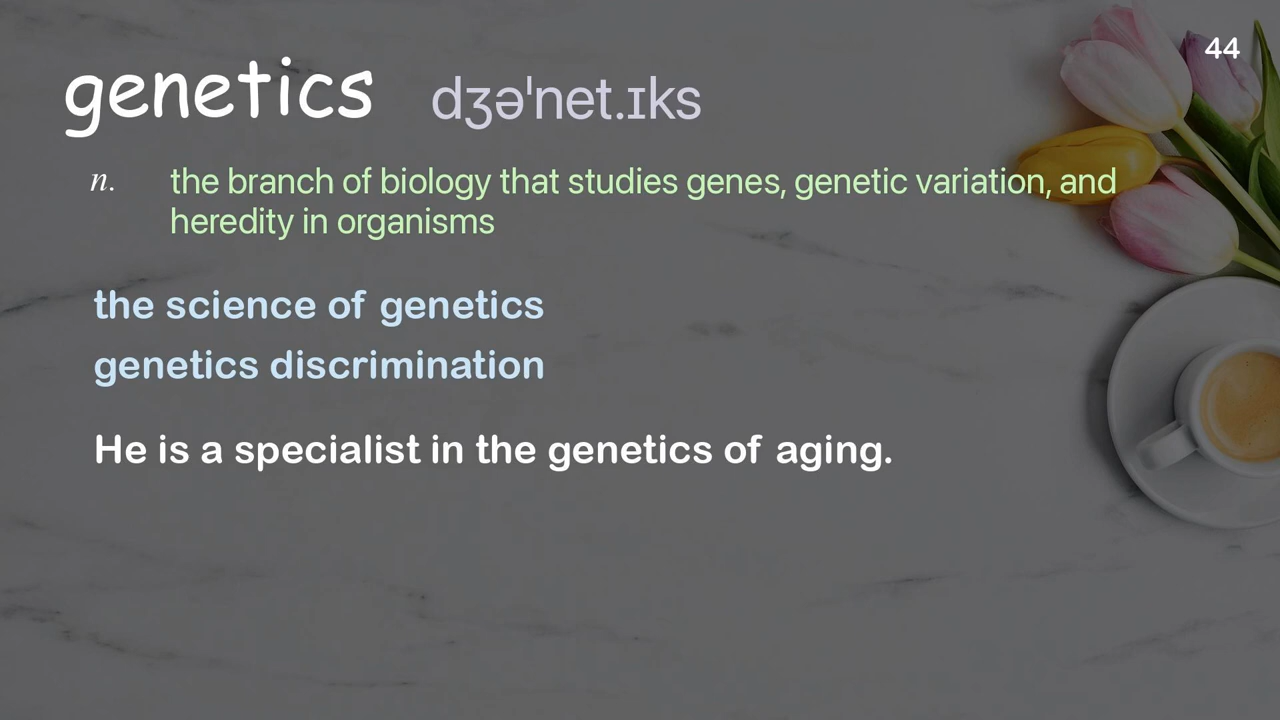 44
genetics dʒəˈnet.ɪks
n. the branch of biology that studies genes, genetic variation, and
heredity in organisms
the science of genetics
genetics discrimination
He is a specialist in the genetics of aging.